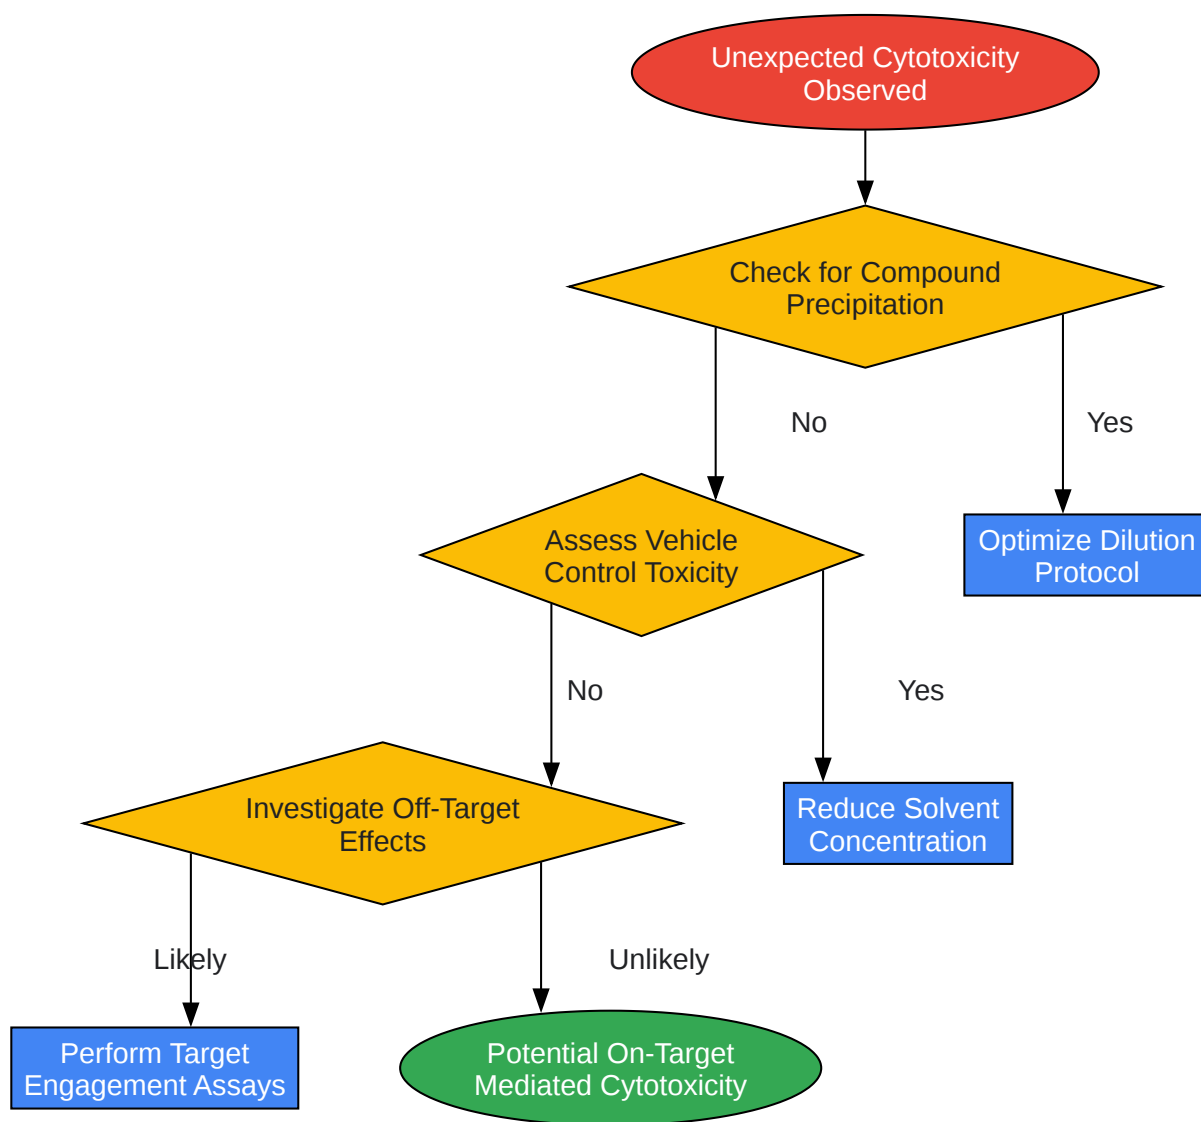 Unexpected Cytotoxicity
Observed
Check for Compound
Precipitation
No
Yes
Assess Vehicle
Control Toxicity
Optimize Dilution
Protocol
No
Yes
Investigate Off-Target
Effects
Reduce Solvent
Concentration
Likely
Unlikely
Perform Target
Engagement Assays
Potential On-Target
Mediated Cytotoxicity